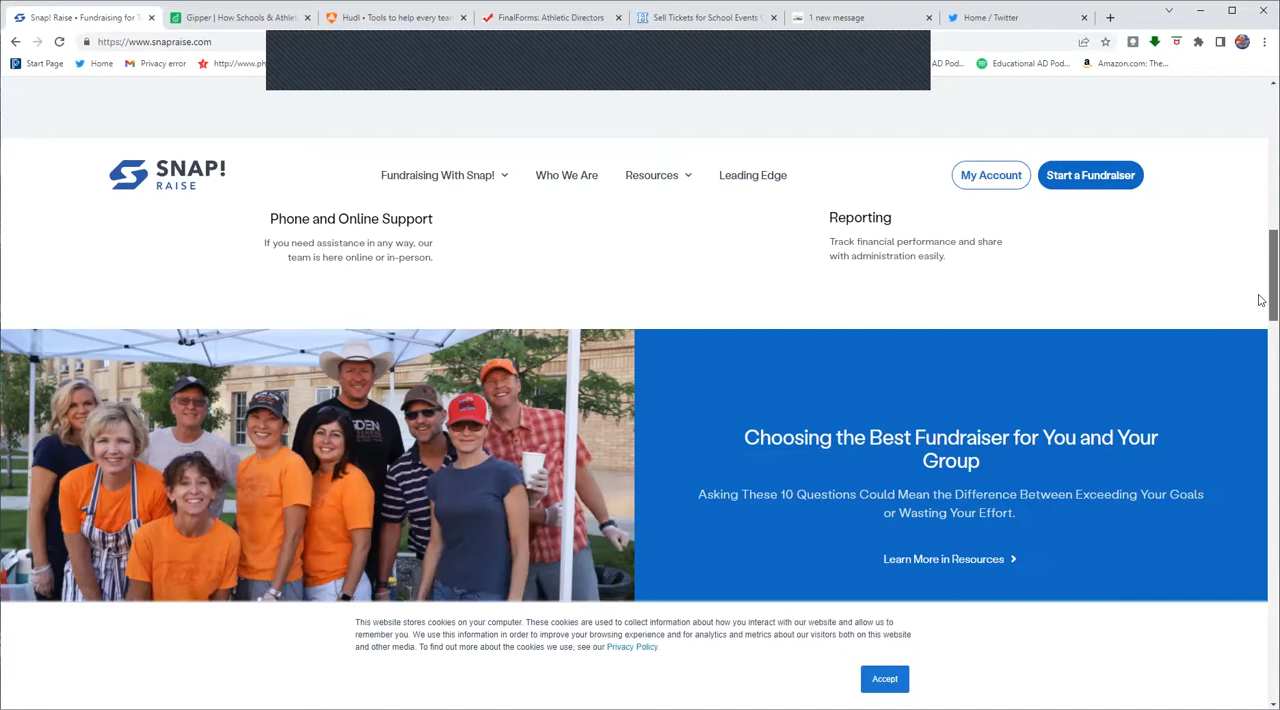 Snap! Raise • Fundraising for T
Gipper | How Schools & Athlet
Hudl • Tools to help every tea
FinalForms: Athletic Directors
Sell Tickets for School Events O
1 new message
Home / Twitter
https://www.snapraise.com
Start Page
Home
Privacy error
http://www.ph
AD Pod...
Educational AD Pod...
Amazon.com: The...
SNAP!
RAISE
Fundraising With Snap!
Who We Are
Resources
Leading Edge
My Account
Start a Fundraiser
Phone and Online Support
If you need assistance in any way, our
team is here online or in-person.
Reporting
Track financial performance and share
with administration easily.
Choosing the Best Fundraiser for You and Your
Group
Asking These 10 Questions Could Mean the Difference Between Exceeding Your Goals
or Wasting Your Effort.
Learn More in Resources
This website stores cookies on your computer. These cookies are used to collect information about how you interact with our website and allow us to
remember you. We use this information in order to improve your browsing experience and for analytics and metrics about our visitors both on this website
and other media. To find out more about the cookies we use, see our Privacy Policy.
Accept